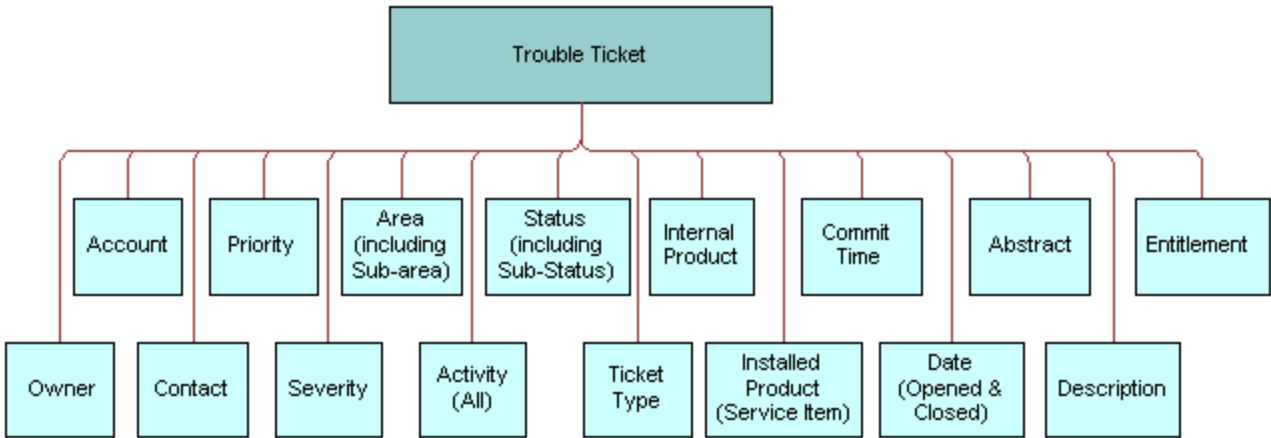 Trouble Ticket
Account
Priority
Area
(including
Sub-area)
Status
(including
Sub-Status)
Internal
Product
Commit
Time
Abstract
Entitlement
Owner
Contact
Severity
Activity
(All)
Ticket
Type
Installed
Product
(Service Item)
Date
(Opened &
Closed)
Description